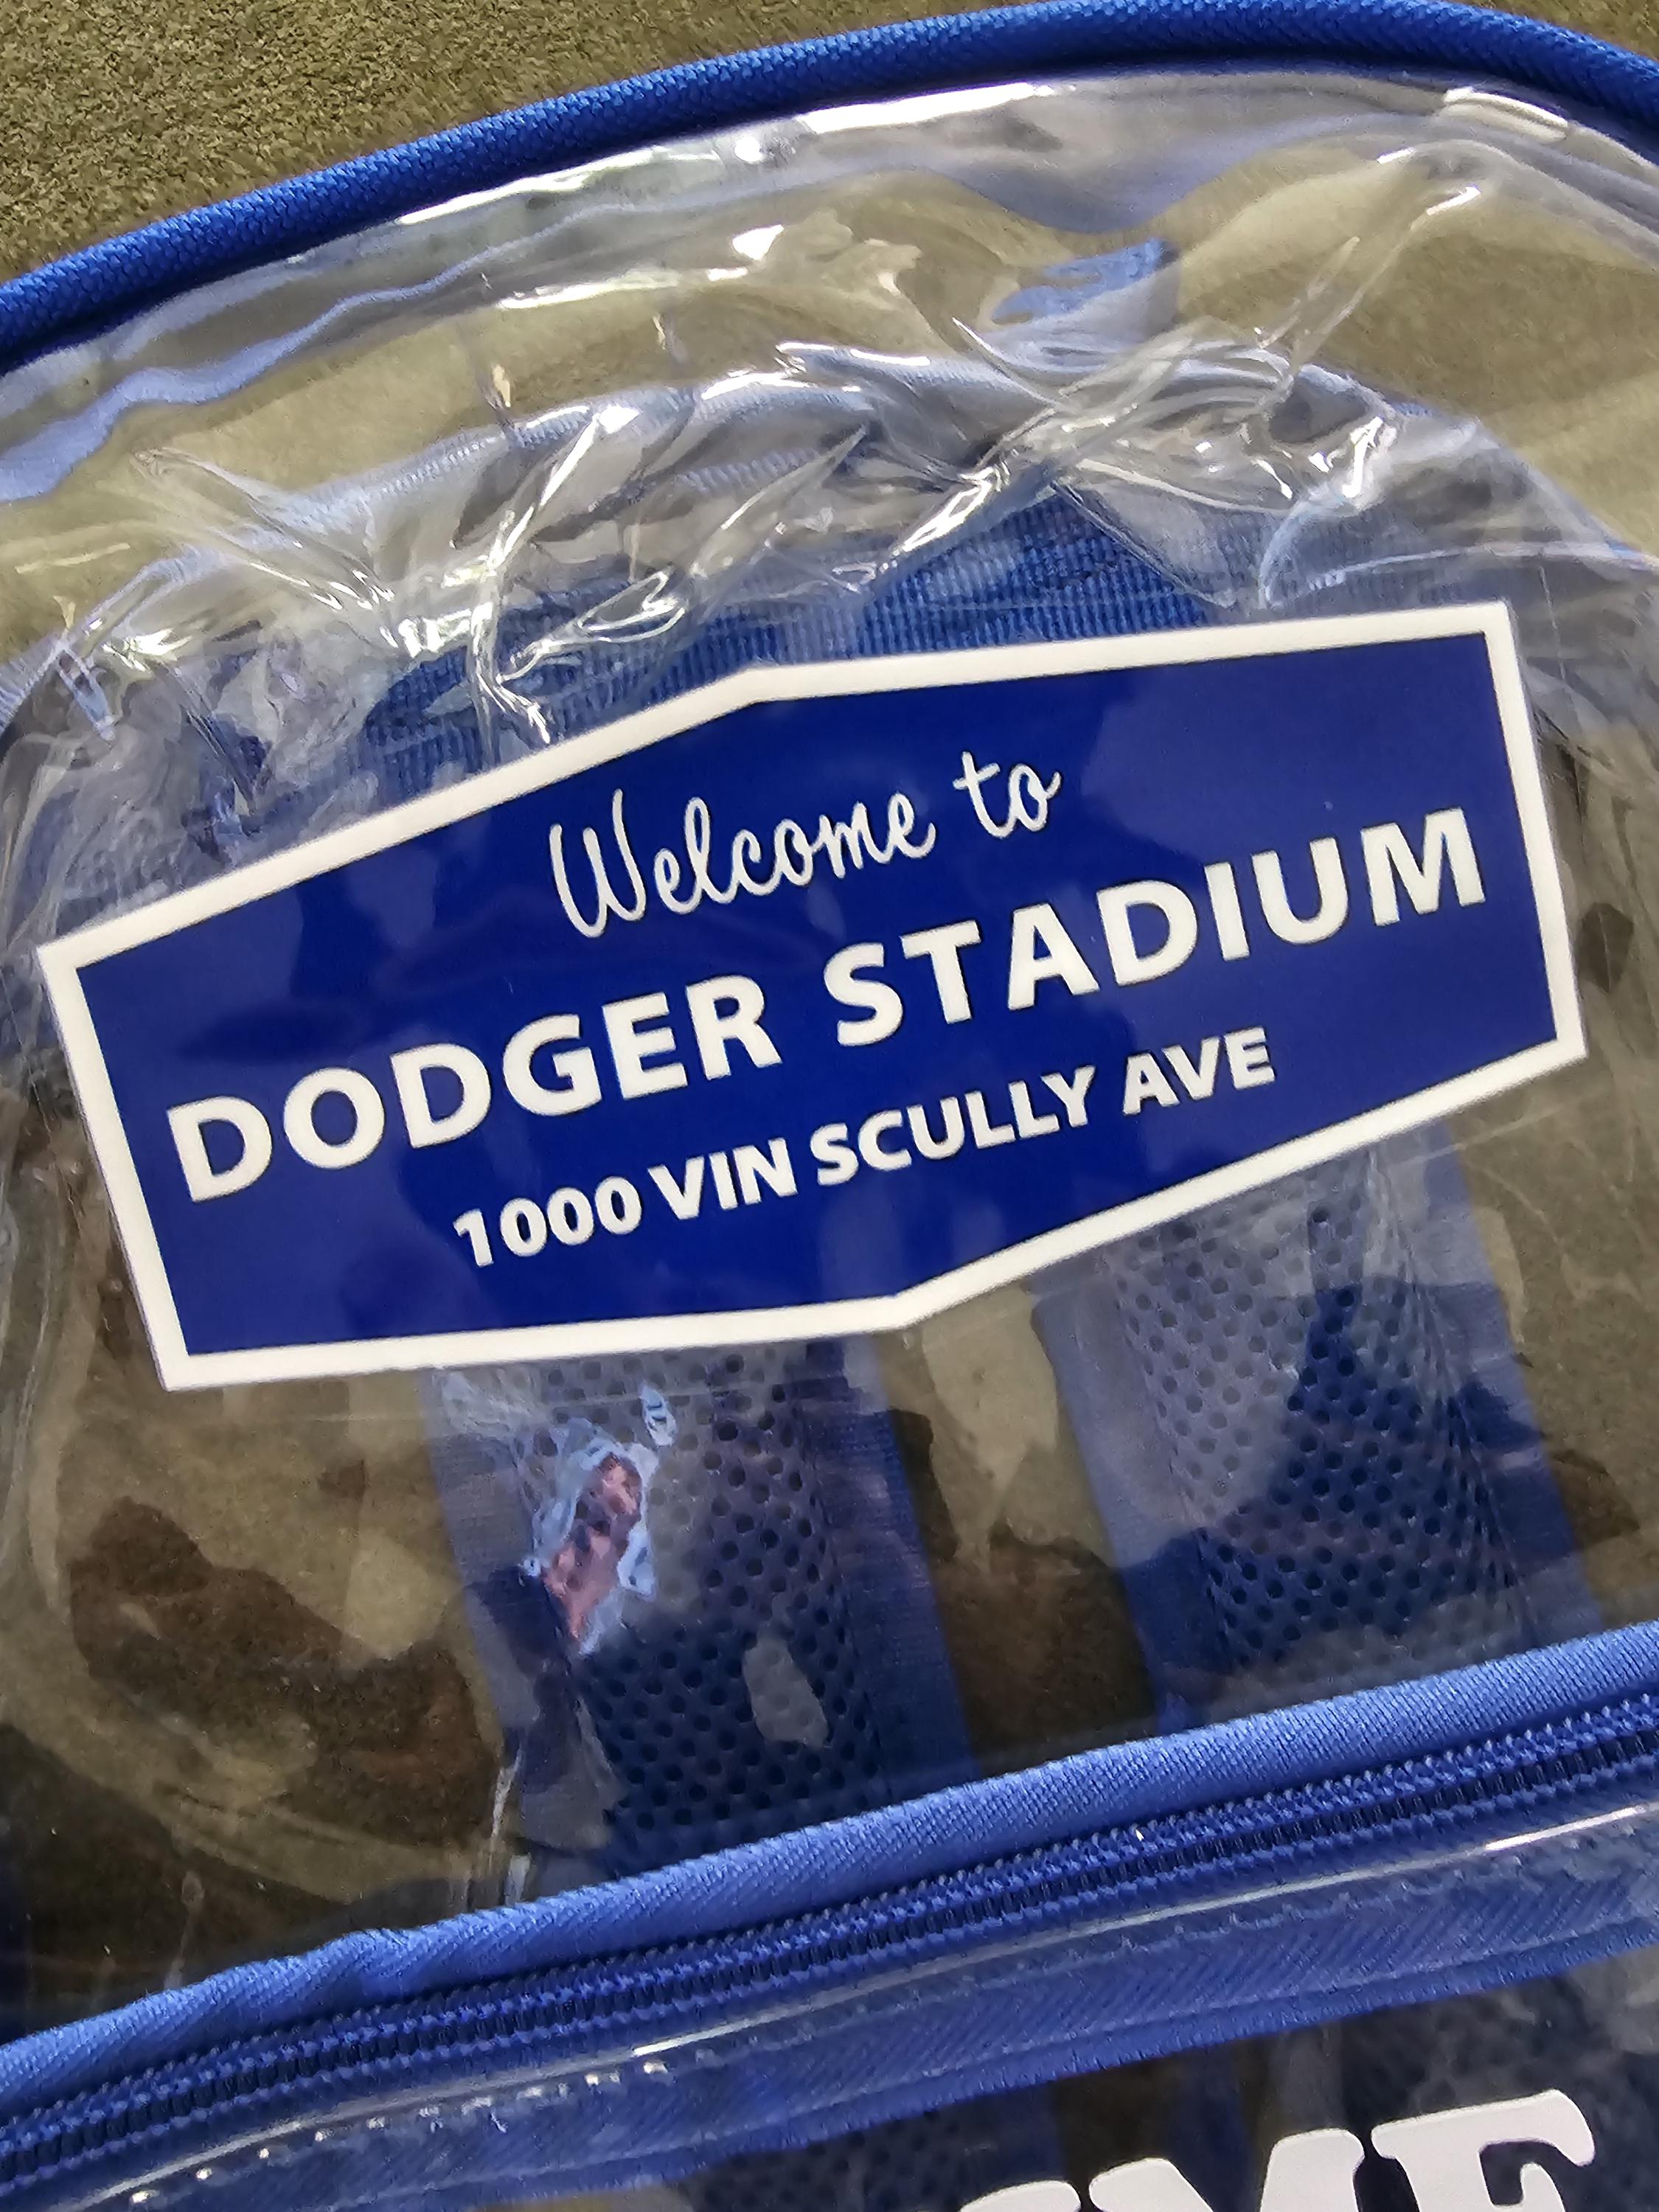 Welcome to
DODGER STADIUM
1000 VIN SCULLY AVE